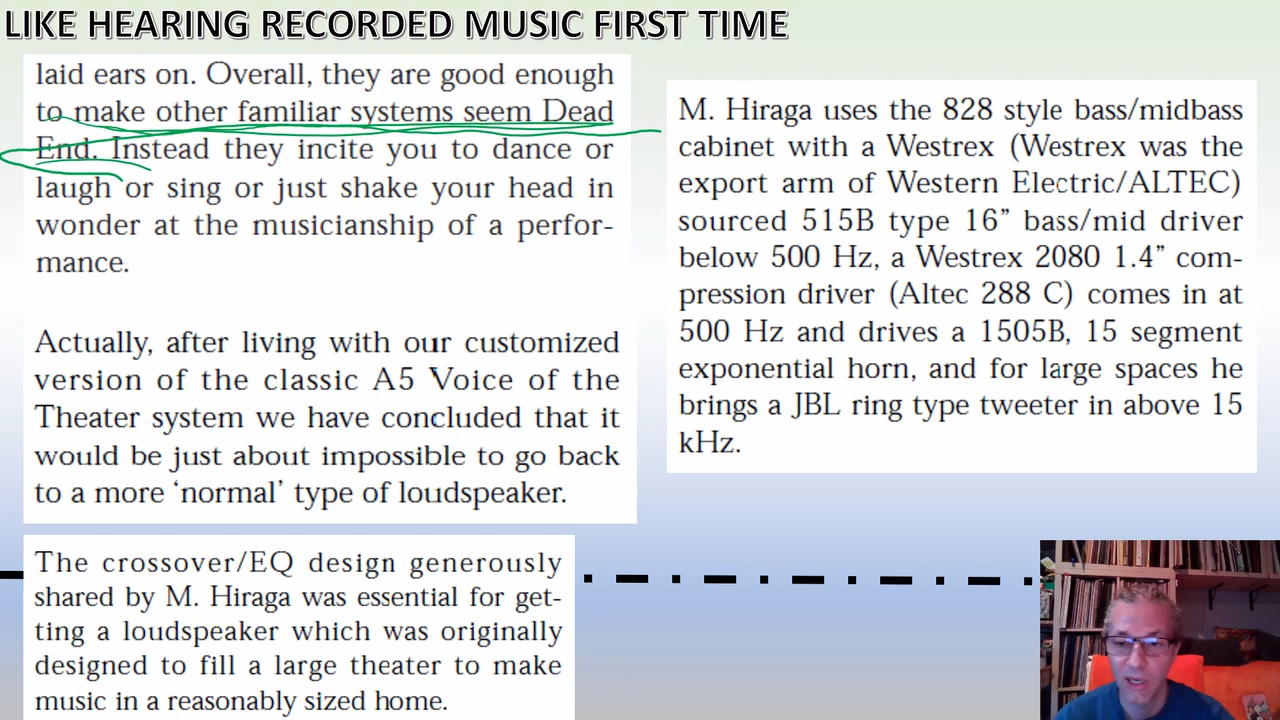 LIKE HEARING RECORDED MUSIC FIRST TIME
laid ears on. Overall, they are good enough
to make other familiar systems seem Dead
End. Instead they incite you to dance or
laugh or sing or just shake your head in
wonder at the musicianship of a perfor-
mance.
Actually, after living with our customized
version of the classic A5 Voice of the
Theater system we have concluded that it
would be just about impossible to go back
to a more ‘normal’ type of loudspeaker.
The crossover/EQ design generously
shared by M. Hiraga was essential for get-
ting a loudspeaker which was originally
designed to fill a large theater to make
music in a reasonably sized home.
M. Hiraga uses the 828 style bass/midbass
cabinet with a Westrex (Westrex was the
export arm of Western Electric/ALTEC)
sourced 515B type 16” bass/mid driver
below 500 Hz, a Westrex 2080 1.4” com-
pression driver (Altec 288 C) comes in at
500 Hz and drives a 1505B, 15 segment
exponential horn, and for large spaces he
brings a JBL ring type tweeter in above 15
kHz.